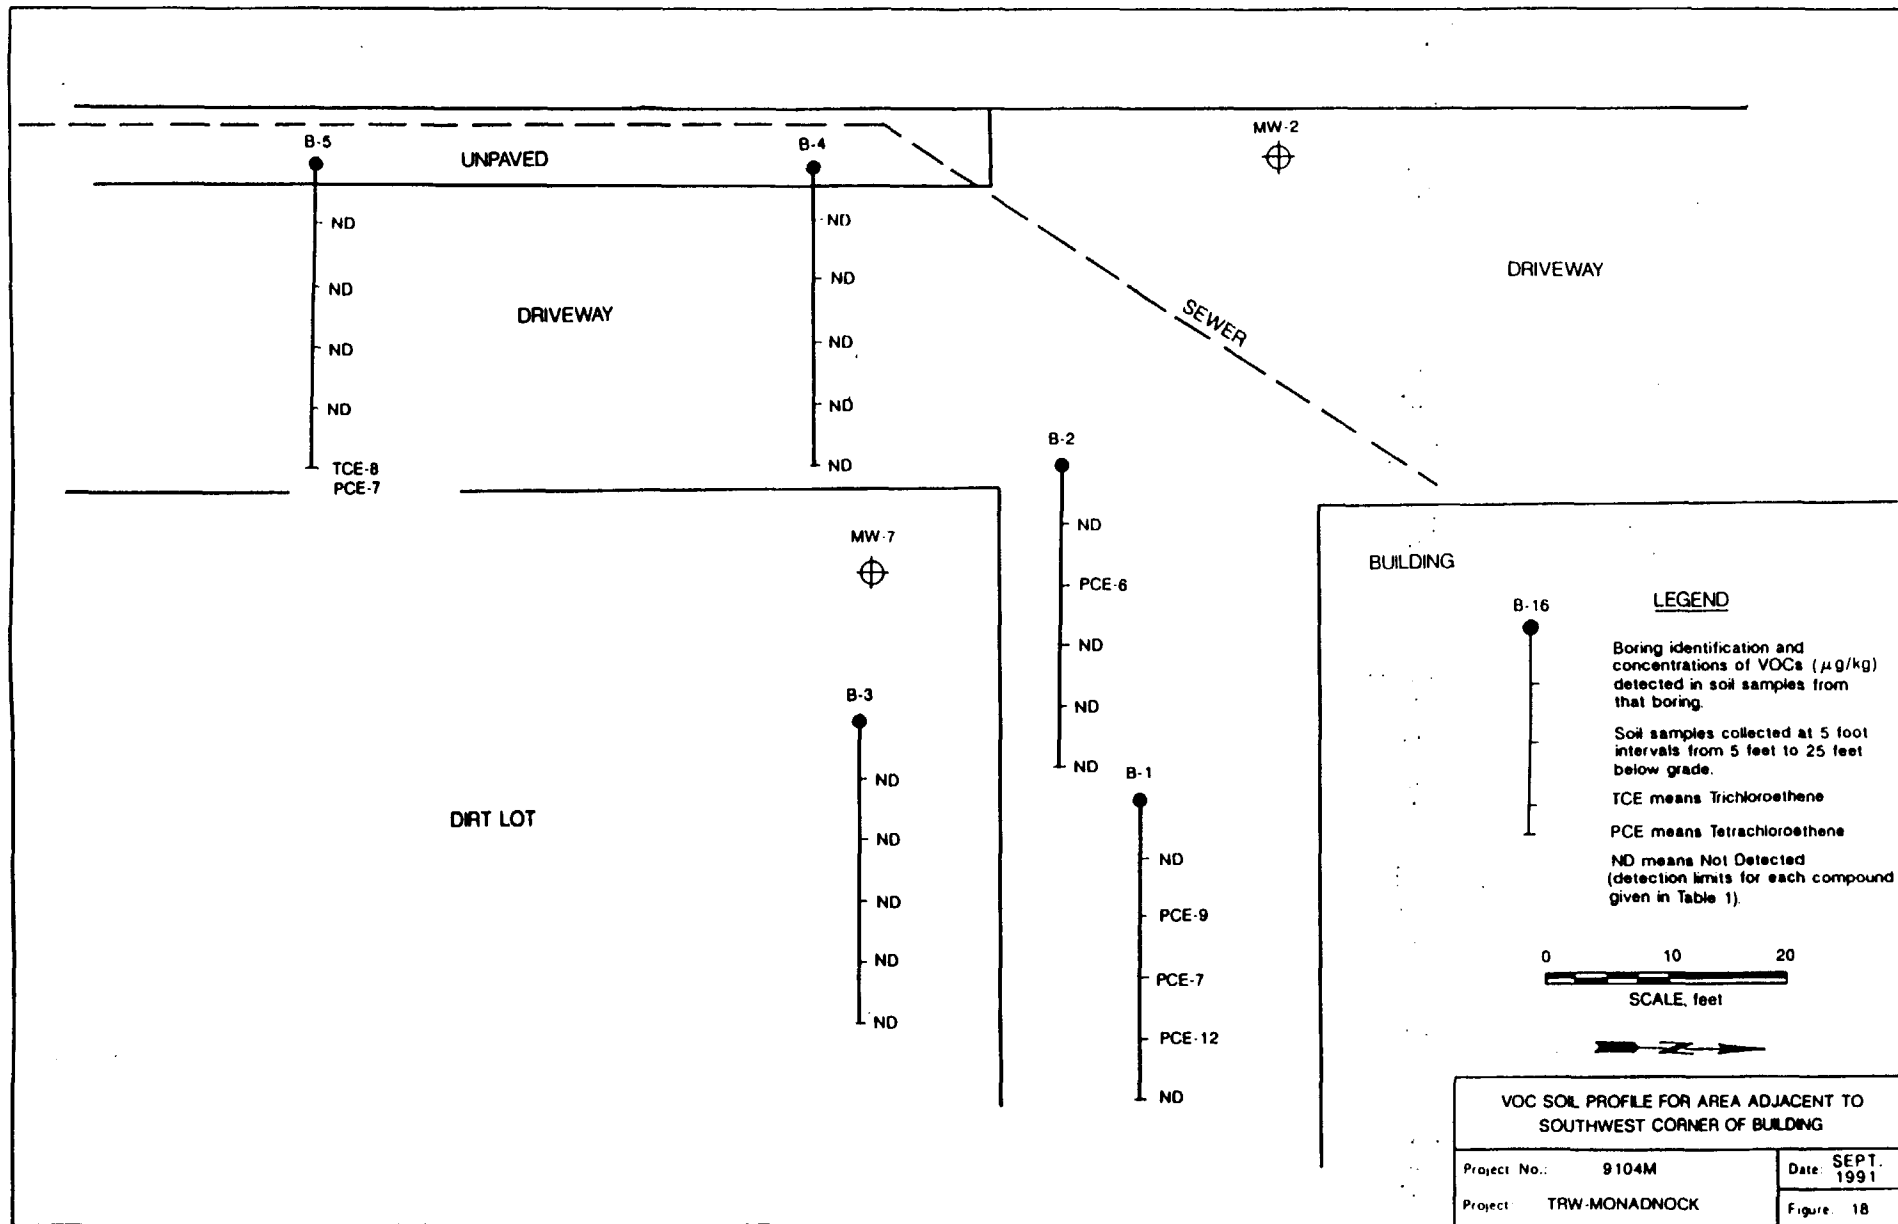 B-5
UNPAVED
B-4
MW-2
ND
ND
ND
ND
TCE-8
PCE-7
ND
ND
ND
ND
ND
DRIVEWAY
DRIVEWAY
SEWER
B-2
ND
PCE-6
ND
ND
ND
MW-7
B-3
ND
ND
ND
ND
ND
DIRT LOT
B-1
ND
PCE-9
PCE-7
PCE-12
ND
BUILDING
B-16
LEGEND
Boring identification and
concentrations of VOCs (μg/kg)
detected in soil samples from
that boring.
Soil samples collected at 5 foot
intervals from 5 feet to 25 feet
below grade.
TCE means Trichloroethene
PCE means Tetrachloroethene
ND means Not Detected
(detection limits for each compound
given in Table 1).
0 10 20
SCALE, feet
N
VOC SOIL PROFILE FOR AREA ADJACENT TO
SOUTHWEST CORNER OF BUILDING
Project No.: 9104M
Date: SEPT. 1991
Project TRW-MONADNOCK
Figure. 18